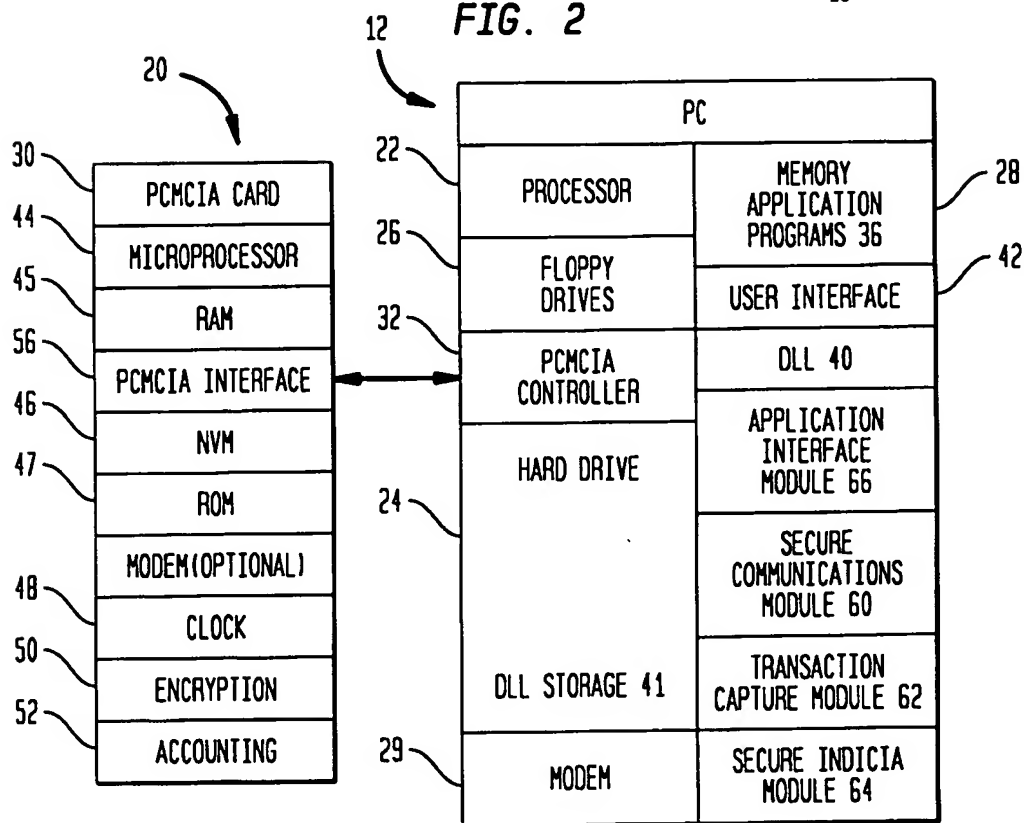 FIG. 2
12
20
30
PCMCIA CARD
44
MICROPROCESSOR
45
RAM
56
PCMCIA INTERFACE
46
NVM
47
ROM
MODEM(OPTIONAL)
48
CLOCK
50
ENCRYPTION
52
ACCOUNTING
PC
22
PROCESSOR
26
FLOPPY
DRIVES
32
PCMCIA
CONTROLLER
24
HARD DRIVE
DLL STORAGE 41
29
MODEM
MEMORY
APPLICATION
PROGRAMS 36
28
USER INTERFACE
42
DLL 40
APPLICATION
INTERFACE
MODULE 66
SECURE
COMMUNICATIONS
MODULE 60
TRANSACTION
CAPTURE MODULE 62
SECURE INDICIA
MODULE 64